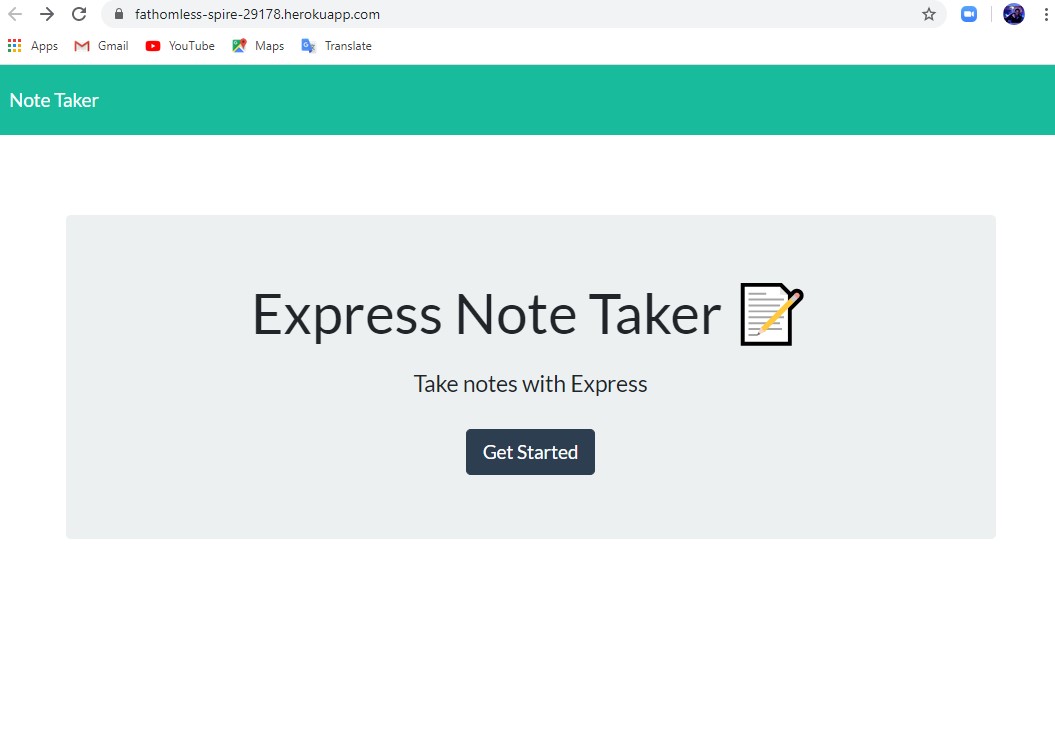 fathomless-spire-29178.herokuapp.com
Apps Gmail YouTube Maps Translate
Note Taker
Express Note Taker 📝
Take notes with Express
Get Started